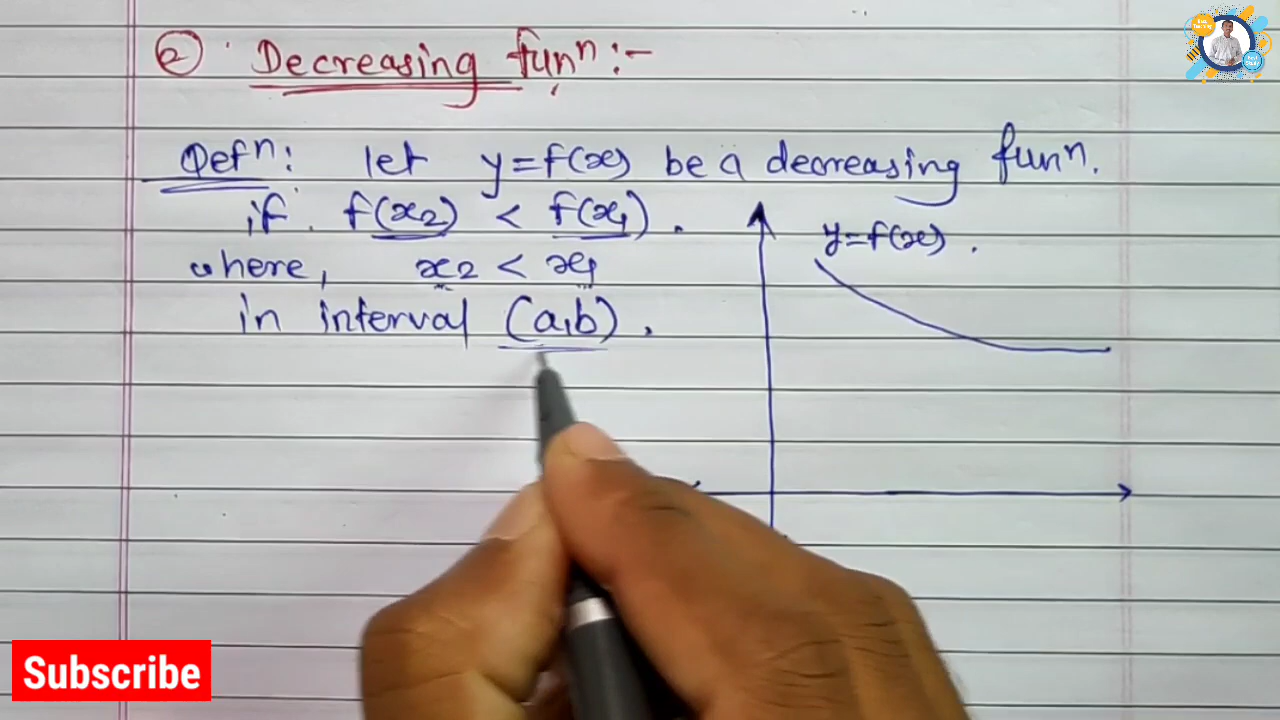 ② Decreasing funⁿ :-
Defⁿ: let y=f(x) be a decreasing funⁿ.
if f(x₂) < f(x₁).
where, x₂ < x₁
in interval (a,b).
y=f(x).
Subscribe